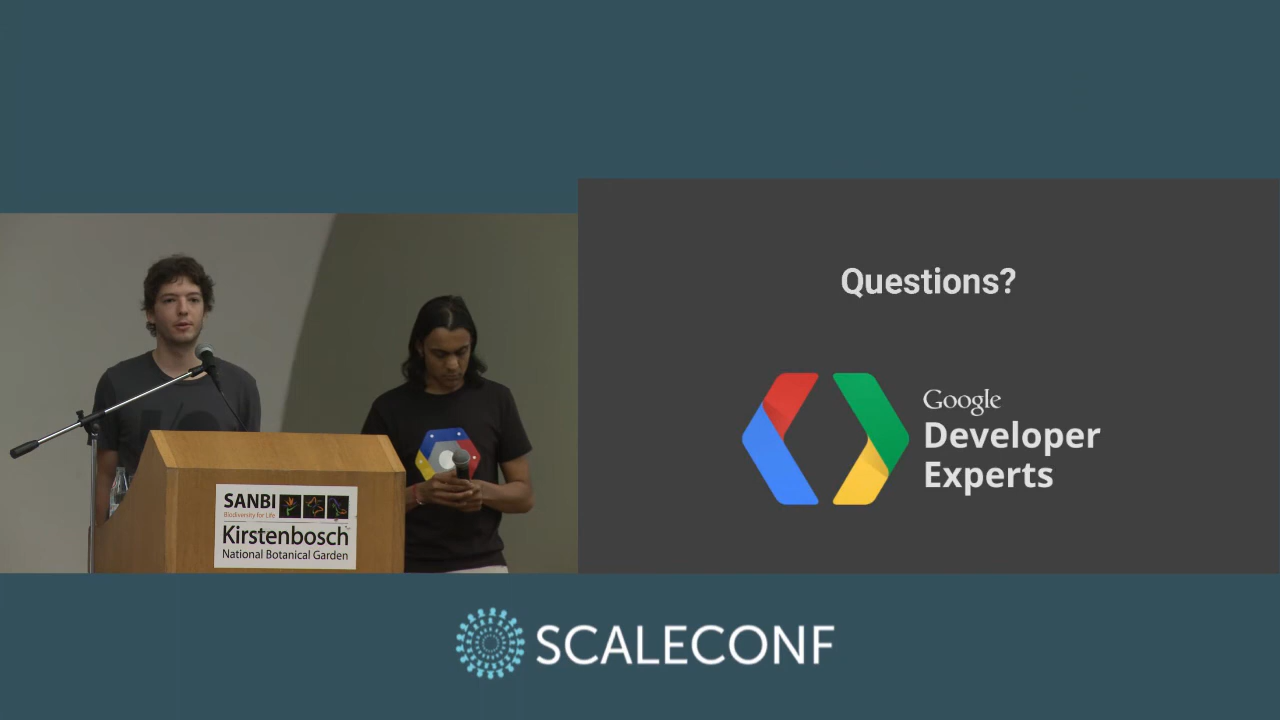 Questions?
Google
Developer
Experts
SANBI
Biodiversity for Life
Kirstenbosch
National Botanical Garden
SCALECONF